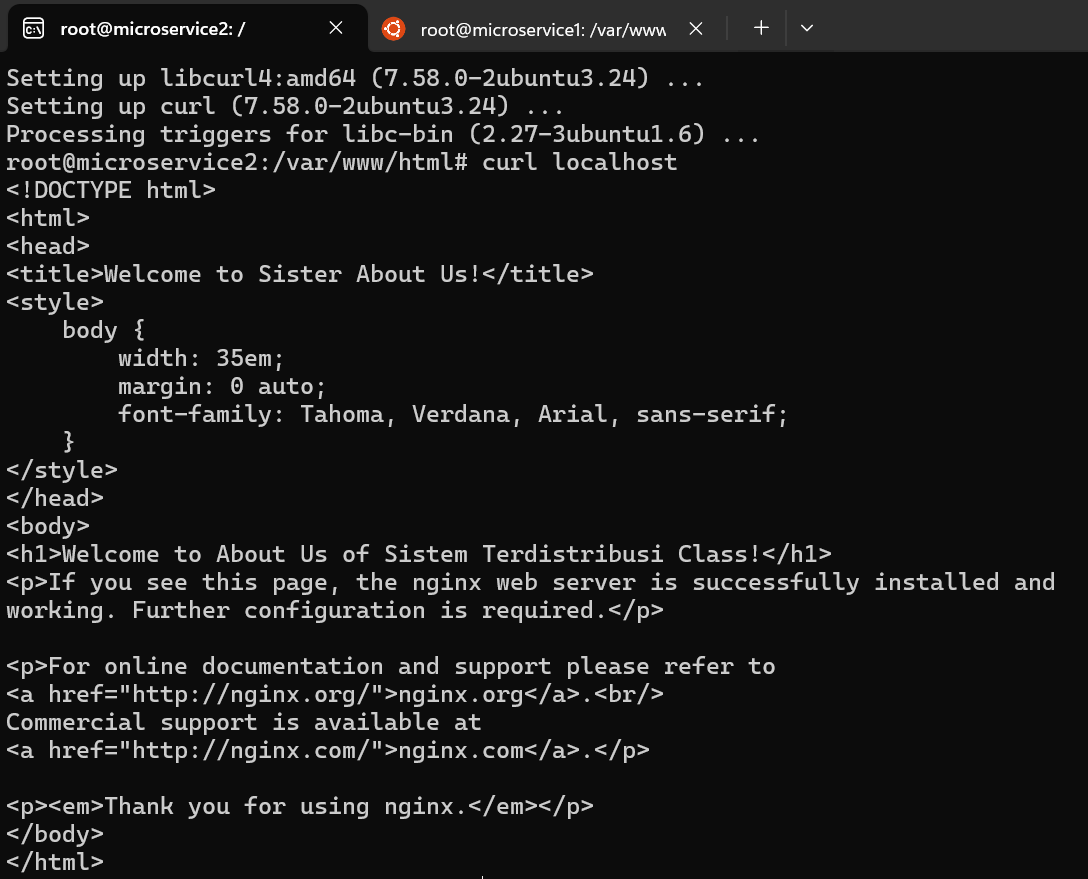 root@microservice2: /
root@microservice1: /var/www
Setting up libcurl4:amd64 (7.58.0-2ubuntu3.24) ...
Setting up curl (7.58.0-2ubuntu3.24) ...
Processing triggers for libc-bin (2.27-3ubuntu1.6) ...
root@microservice2:/var/www/html# curl localhost
<!DOCTYPE html>
<html>
<head>
<title>Welcome to Sister About Us!</title>
<style>
    body {
        width: 35em;
        margin: 0 auto;
        font-family: Tahoma, Verdana, Arial, sans-serif;
    }
</style>
</head>
<body>
<h1>Welcome to About Us of Sistem Terdistribusi Class!</h1>
<p>If you see this page, the nginx web server is successfully installed and
working. Further configuration is required.</p>

<p>For online documentation and support please refer to
<a href="http://nginx.org/">nginx.org</a>.<br/>
Commercial support is available at
<a href="http://nginx.com/">nginx.com</a>.</p>

<p><em>Thank you for using nginx.</em></p>
</body>
</html>